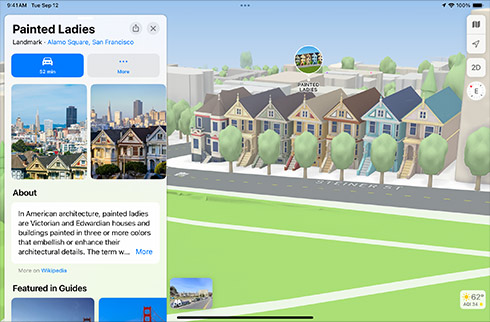 9:41AM Tue Sep 12
100%
Painted Ladies
Landmark · Alamo Square, San Francisco
52 min
More
About
In American architecture, painted ladies
are Victorian and Edwardian houses and
buildings painted in three or more colors
that embellish or enhance their
architectural details. The term w... More
More on Wikipedia
Featured in Guides
PAINTED
LADIES
STEINER ST
2D
E
62°
AQI 34